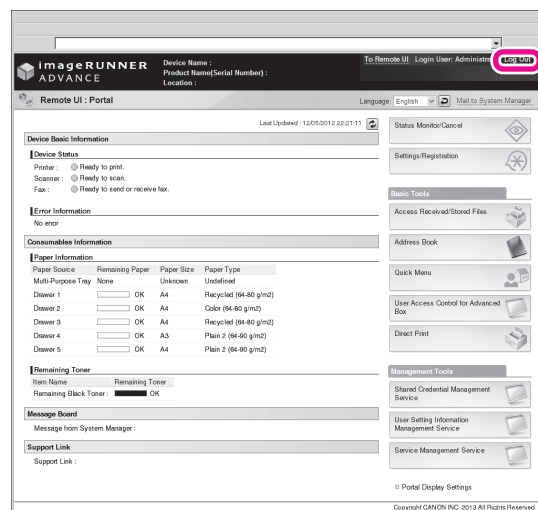 imageRUNNER
ADVANCE
Device Name :
Product Name(Serial Number) :
Location :
To Remote UI Login User: Administra Log Out
Remote UI : Portal
Language: English Mail to System Manager
Last Updated : 12/05/2012 22:21:11
Device Basic Information
Device Status
Printer : Ready to print.
Scanner : Ready to scan.
Fax : Ready to send or receive fax.
Error Information
No error
Consumables Information
Paper Information
Paper Source Remaining Paper Paper Size Paper Type
Multi-Purpose Tray None Unknown Undefined
Drawer 1 OK A4 Recycled (64-80 g/m2)
Drawer 2 OK A4 Color (64-80 g/m2)
Drawer 3 OK A4 Recycled (64-80 g/m2)
Drawer 4 OK A3 Plain 2 (64-90 g/m2)
Drawer 5 OK A4 Plain 2 (64-90 g/m2)
Remaining Toner
Item Name Remaining Toner
Remaining Black Toner : OK
Message Board
Message from System Manager :
Support Link
Support Link :
Status Monitor/Cancel
Settings/Registration
Basic Tools
Access Received/Stored Files
Address Book
Quick Menu
User Access Control for Advanced
Box
Direct Print
Management Tools
Shared Credential Management
Service
User Setting Information
Management Service
Service Management Service
Portal Display Settings
Copyright CANON INC. 2013 All Rights Reserved